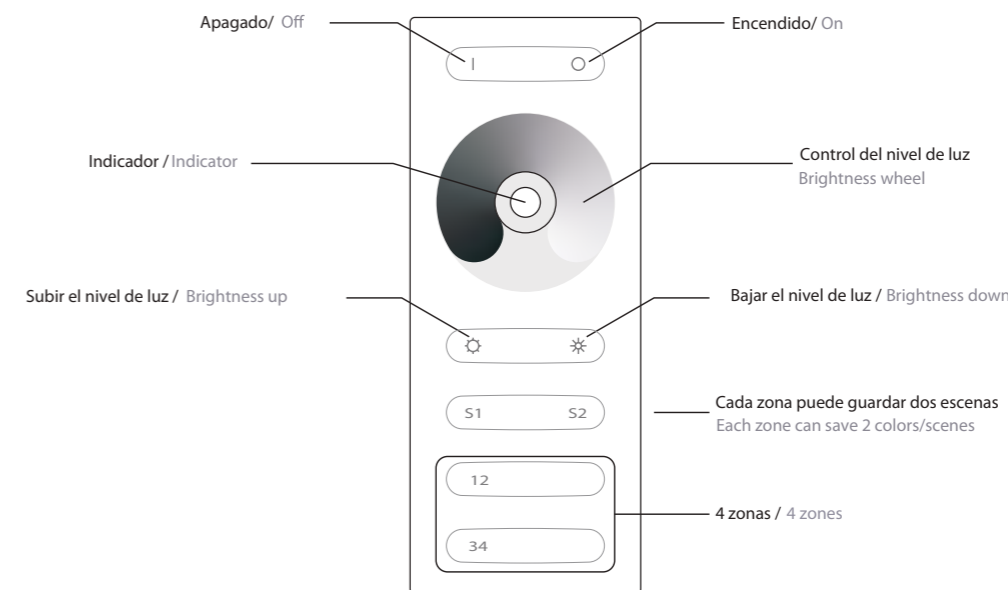 Apagado/ Off
Encendido/ On
I
O
Indicador / Indicator
Control del nivel de luz
Brightness wheel
Subir el nivel de luz / Brightness up
Bajar el nivel de luz / Brightness down
S1 S2
Cada zona puede guardar dos escenas
Each zone can save 2 colors/scenes
12
4 zonas / 4 zones
34